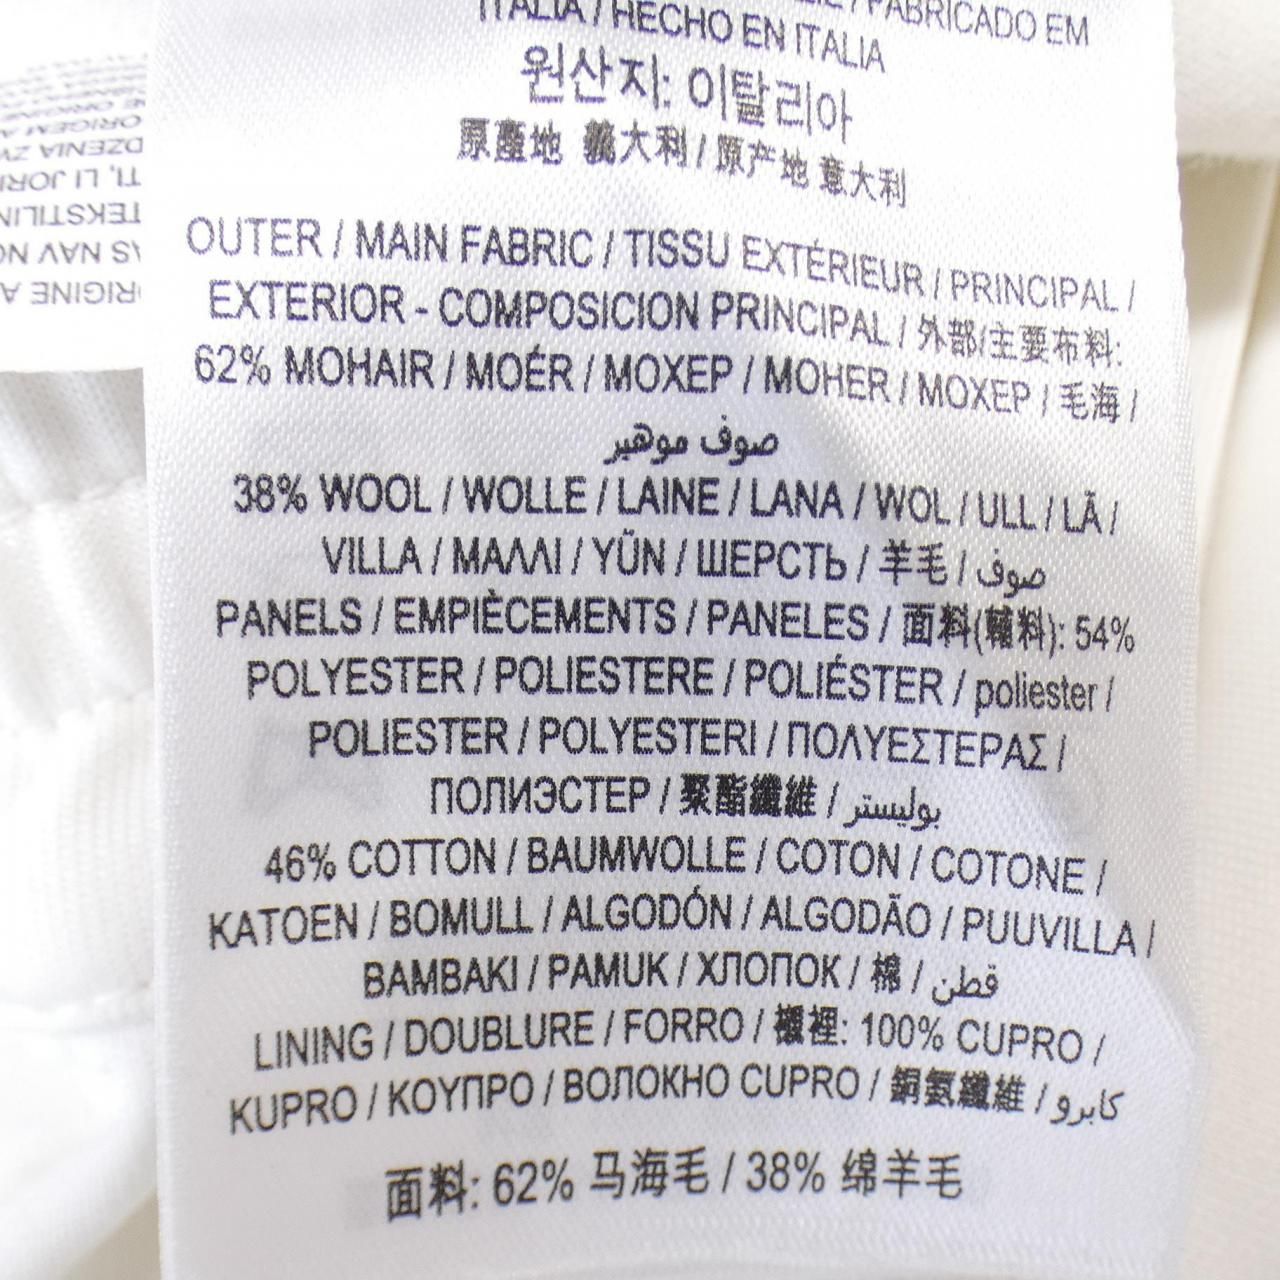 / FABRICADO EM
ITALIA / HECHO EN ITALIA
원산지: 이탈리아
原產地 義大利 / 原产地 意大利
OUTER / MAIN FABRIC / TISSU EXTÉRIEUR / PRINCIPAL /
EXTERIOR - COMPOSICION PRINCIPAL / 外部/主要布料:
62% MOHAIR / MOÉR / МОХЕР / MOHER / МОХЕР / 毛海 /
صوف موهير
38% WOOL / WOLLE / LAINE / LANA / WOL / ULL / LÃ /
VILLA / ΜΑΛΛΙ / YŰN / ШЕРСТЬ / 羊毛 / صوف
PANELS / EMPIÈCEMENTS / PANELES / 面料(輔料): 54%
POLYESTER / POLIESTERE / POLIÉSTER / poliester /
POLIESTER / POLYESTERI / ΠΟΛΥΕΣΤΕΡΑΣ /
ПОЛИЭСТЕР / 聚酯纖維 / بوليستر
46% COTTON / BAUMWOLLE / COTON / COTONE /
KATOEN / BOMULL / ALGODÓN / ALGODÃO / PUUVILLA /
BAMBAKI / PAMUK / ХЛОПОК / 棉 / قطن
LINING / DOUBLURE / FORRO / 襯裡: 100% CUPRO /
KUPRO / ΚΟΥΠΡΟ / ВОЛОКНО CUPRO / 銅氨纖維 / كابرو
面料: 62% 马海毛 / 38% 绵羊毛